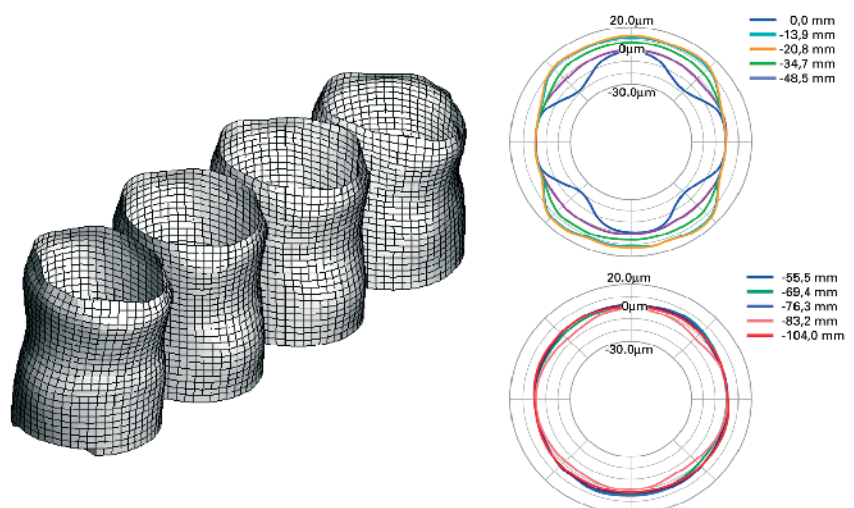 20.0µm
0µm
-30.0µm
0,0 mm
-13,9 mm
-20,8 mm
-34,7 mm
-48,5 mm
20.0µm
0µm
-30.0µm
-55,5 mm
-69,4 mm
-76,3 mm
-83,2 mm
-104,0 mm